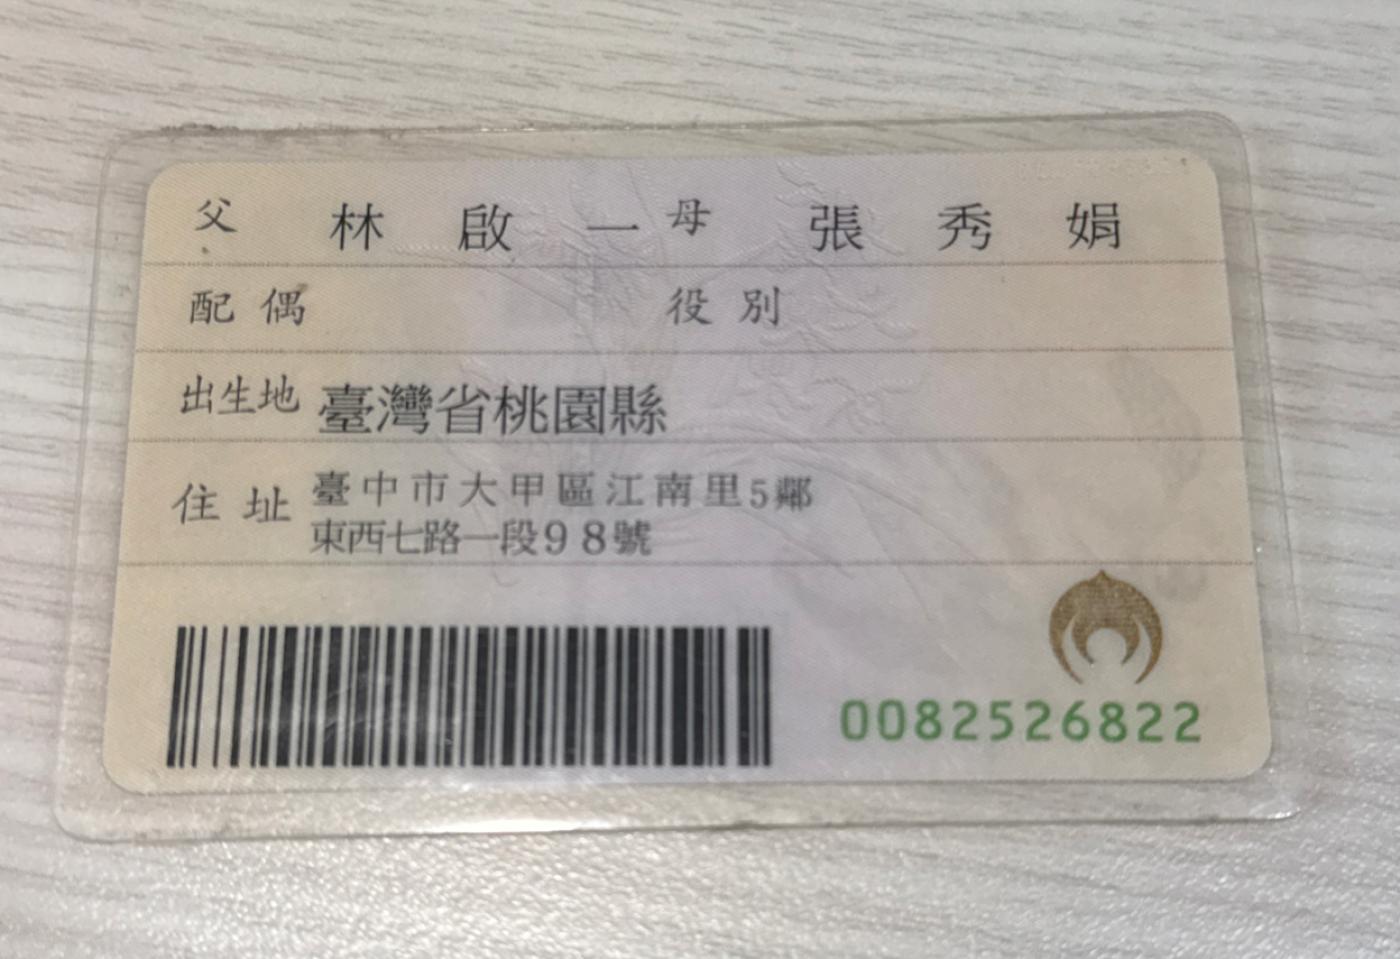 父 林啟一 母 張秀娟
配偶 役別
出生地 臺灣省桃園縣
住址 臺中市大甲區江南里5鄰
東西七路一段98號
0082526822